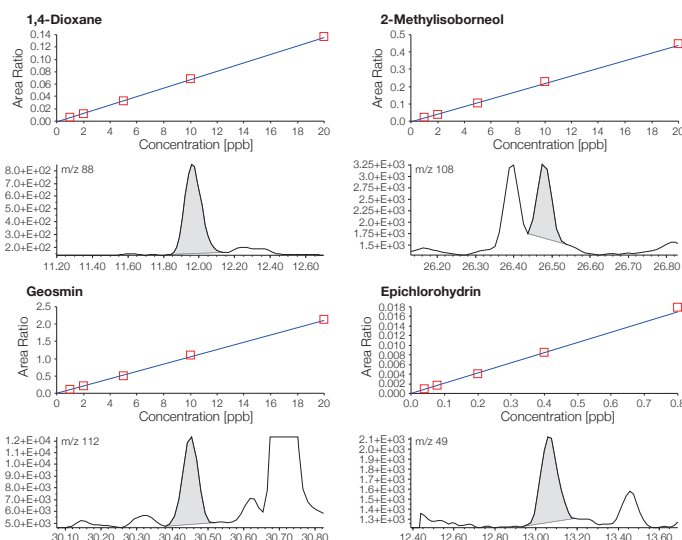 1,4-Dioxane
0.14
0.12
0.10
0.08
0.06
0.04
0.02
0.00
Area Ratio
0 2 4 6 8 10 12 14 16 18 20
Concentration [ppb]
m/z 88
8.0+E+02
7.0+E+02
6.0+E+02
5.0+E+02
4.0+E+02
3.0+E+02
2.0+E+02
11.20 11.40 11.60 11.80 12.00 12.20 12.40 12.60
2-Methylisoborneol
0.5
0.4
0.3
0.2
0.1
0.0
Area Ratio
0 2 4 6 8 10 12 14 16 18 20
Concentration [ppb]
m/z 108
3.25+E+03
3.0+E+03
2.75+E+03
2.5+E+03
2.25+E+03
2.0+E+03
1.75+E+03
1.5+E+03
26.20 26.30 26.40 26.50 26.60 26.70 26.80
Geosmin
2.5
2.0
1.5
1.0
0.5
0.0
Area Ratio
0 2 4 6 8 10 12 14 16 18 20
Concentration [ppb]
m/z 112
1.2+E+04
1.1+E+04
1.0+E+04
9.0+E+03
8.0+E+03
7.0+E+03
6.0+E+03
5.0+E+03
30.10 30.20 30.30 30.40 30.50 30.60 30.70 30.80
Epichlorohydrin
0.018
0.016
0.014
0.012
0.010
0.008
0.006
0.004
0.002
0.000
Area Ratio
0.0 0.1 0.2 0.3 0.4 0.5 0.6 0.7 0.8
Concentration [ppb]
m/z 49
2.1+E+03
2.0+E+03
1.9+E+03
1.8+E+03
1.7+E+03
1.6+E+03
1.5+E+03
1.4+E+03
1.3+E+03
12.40 12.60 12.80 13.00 13.20 13.40 13.60